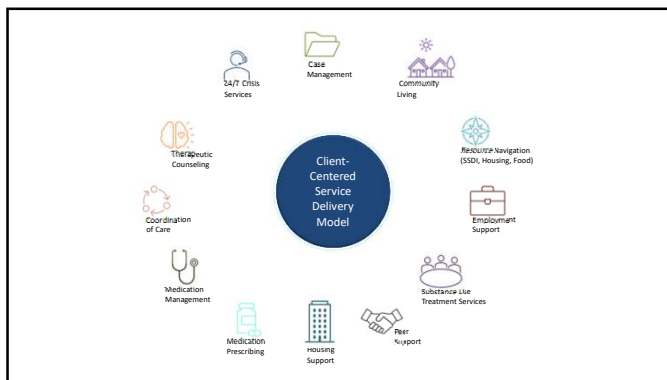 Case
Management
Community
Living
Resource Navigation
(SSDI, Housing, Food)
Employment
Support
Substance Use
Treatment Services
Peer
Support
Housing
Support
Medication
Prescribing
Medication
Management
Coordination
of Care
Therapeutic
Counseling
24/7 Crisis
Services
Client-
Centered
Service
Delivery
Model